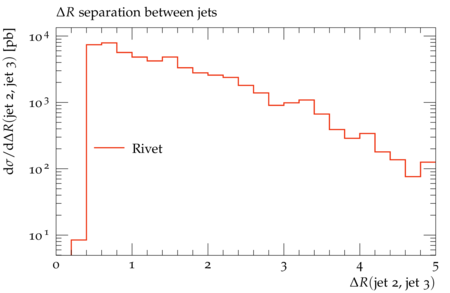 ΔR separation between jets
dσ/dΔR(jet 2, jet 3) [pb]
10⁴
10³
10²
10¹
Rivet
0 1 2 3 4 5
ΔR(jet 2, jet 3)